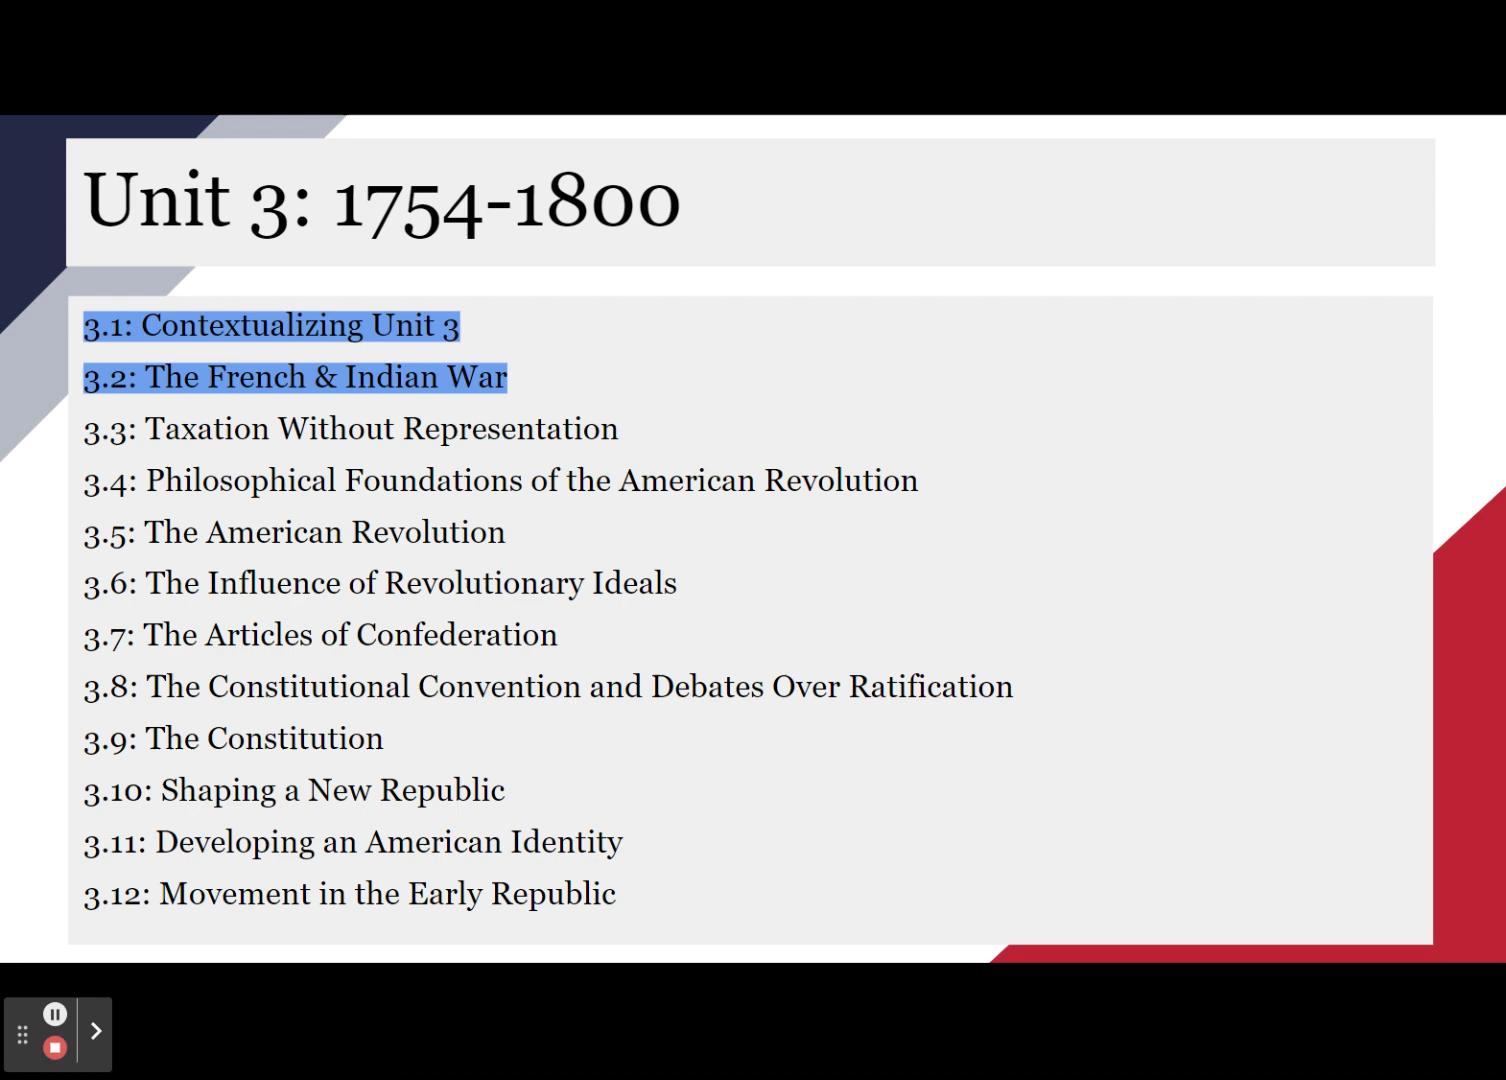 Unit 3: 1754-1800
3.1: Contextualizing Unit 3
3.2: The French & Indian War
3.3: Taxation Without Representation
3.4: Philosophical Foundations of the American Revolution
3.5: The American Revolution
3.6: The Influence of Revolutionary Ideals
3.7: The Articles of Confederation
3.8: The Constitutional Convention and Debates Over Ratification
3.9: The Constitution
3.10: Shaping a New Republic
3.11: Developing an American Identity
3.12: Movement in the Early Republic